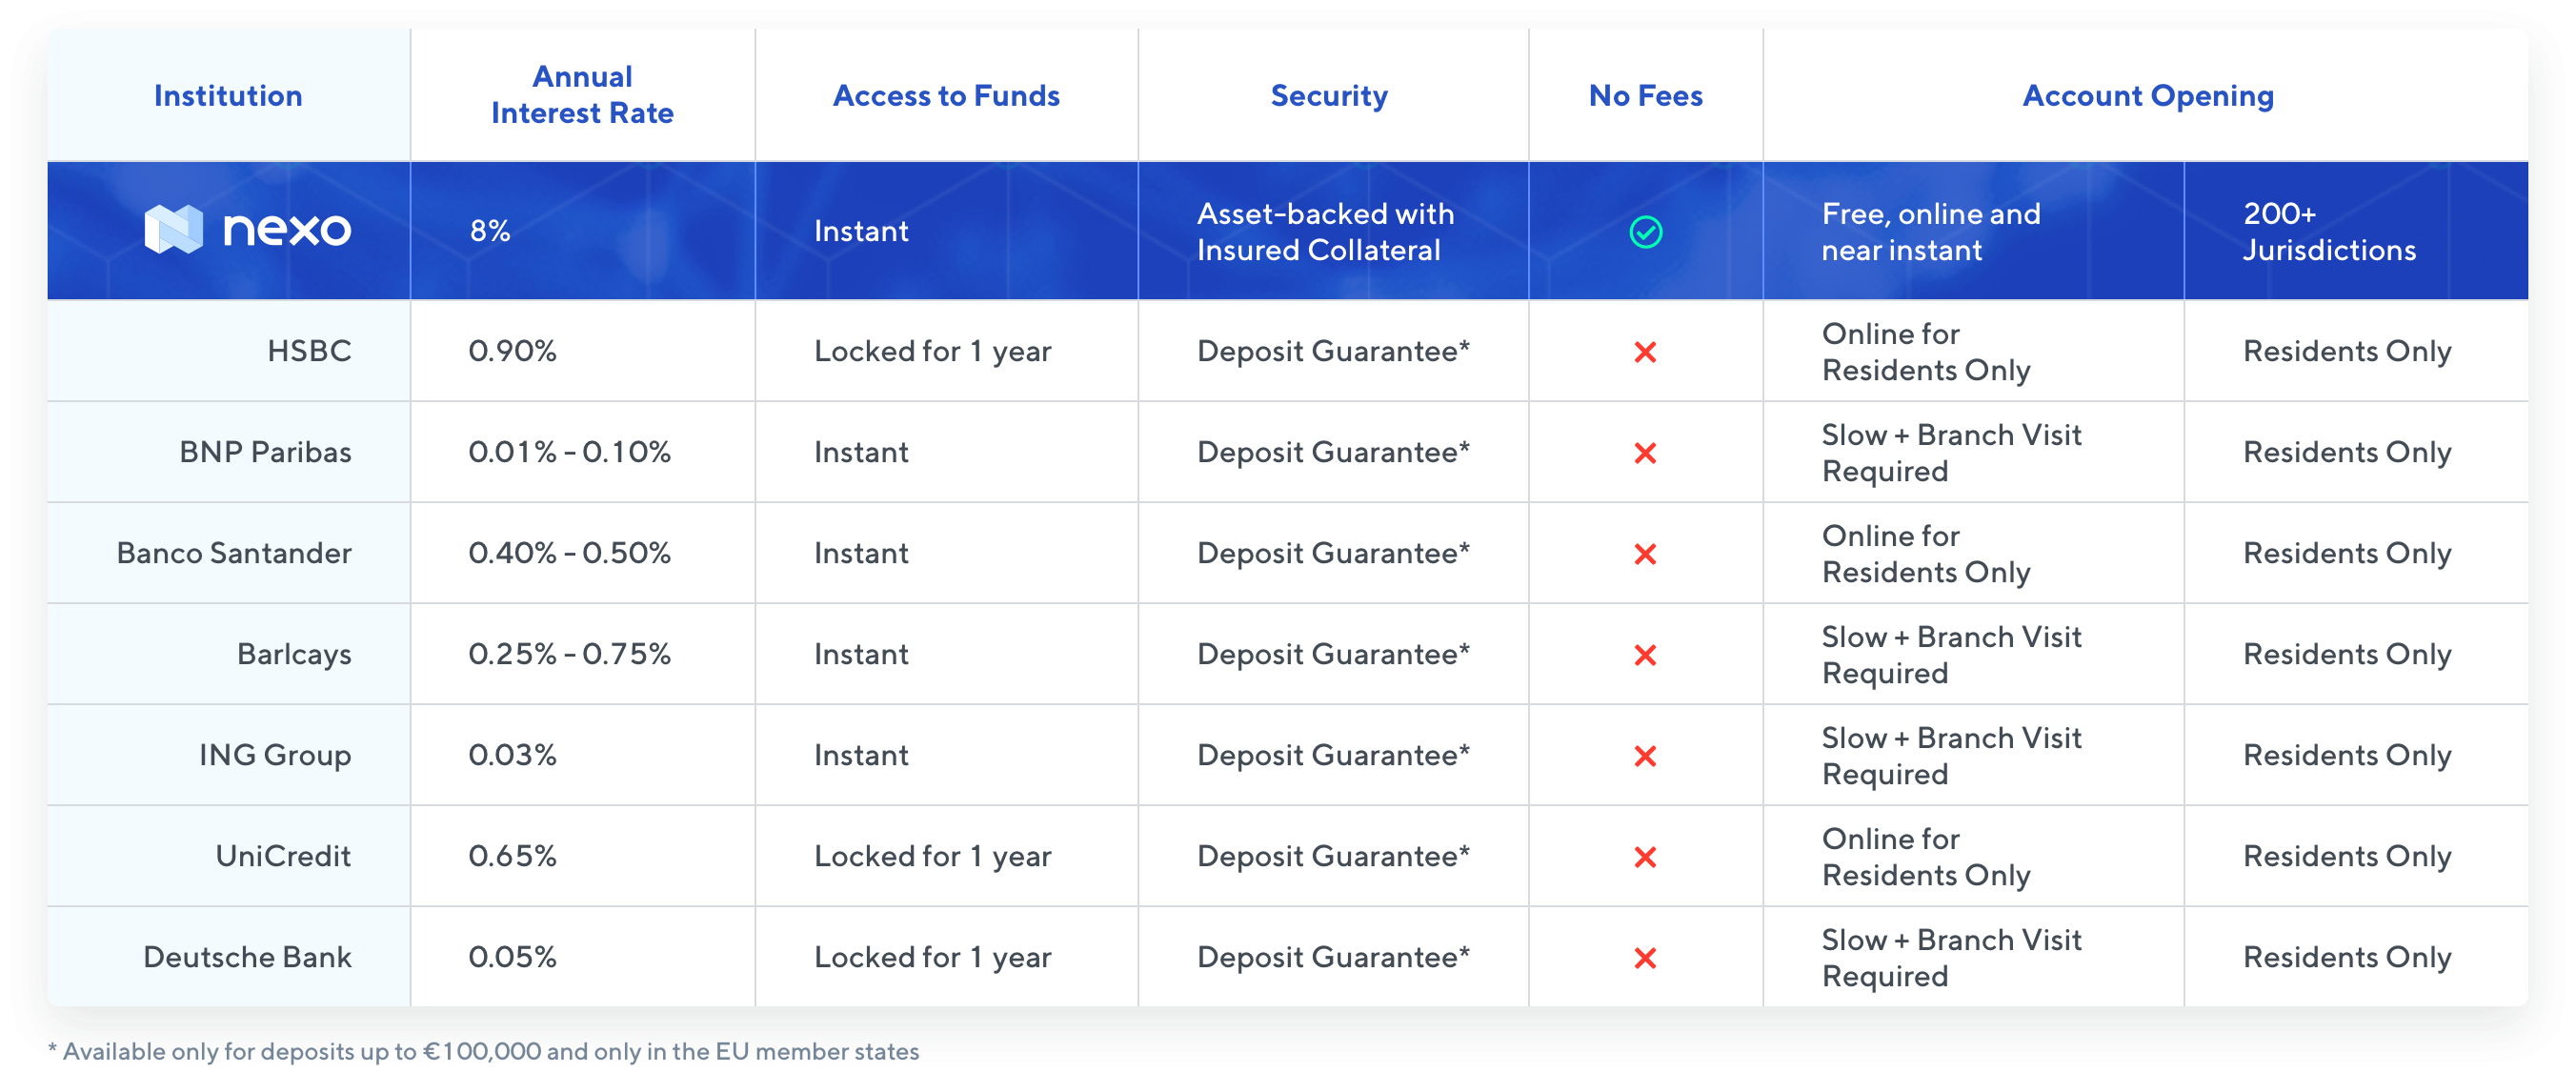 Institution
Annual
Interest Rate
Access to Funds
Security
No Fees
Account Opening
nexo
8%
Instant
Asset-backed with
Insured Collateral
Free, online and
near instant
200+
Jurisdictions
HSBC
0.90%
Locked for 1 year
Deposit Guarantee*
Online for
Residents Only
Residents Only
BNP Paribas
0.01% - 0.10%
Instant
Deposit Guarantee*
Slow + Branch Visit
Required
Residents Only
Banco Santander
0.40% - 0.50%
Instant
Deposit Guarantee*
Online for
Residents Only
Residents Only
Barlcays
0.25% - 0.75%
Instant
Deposit Guarantee*
Slow + Branch Visit
Required
Residents Only
ING Group
0.03%
Instant
Deposit Guarantee*
Slow + Branch Visit
Required
Residents Only
UniCredit
0.65%
Locked for 1 year
Deposit Guarantee*
Online for
Residents Only
Residents Only
Deutsche Bank
0.05%
Locked for 1 year
Deposit Guarantee*
Slow + Branch Visit
Required
Residents Only
* Available only for deposits up to €100,000 and only in the EU member states